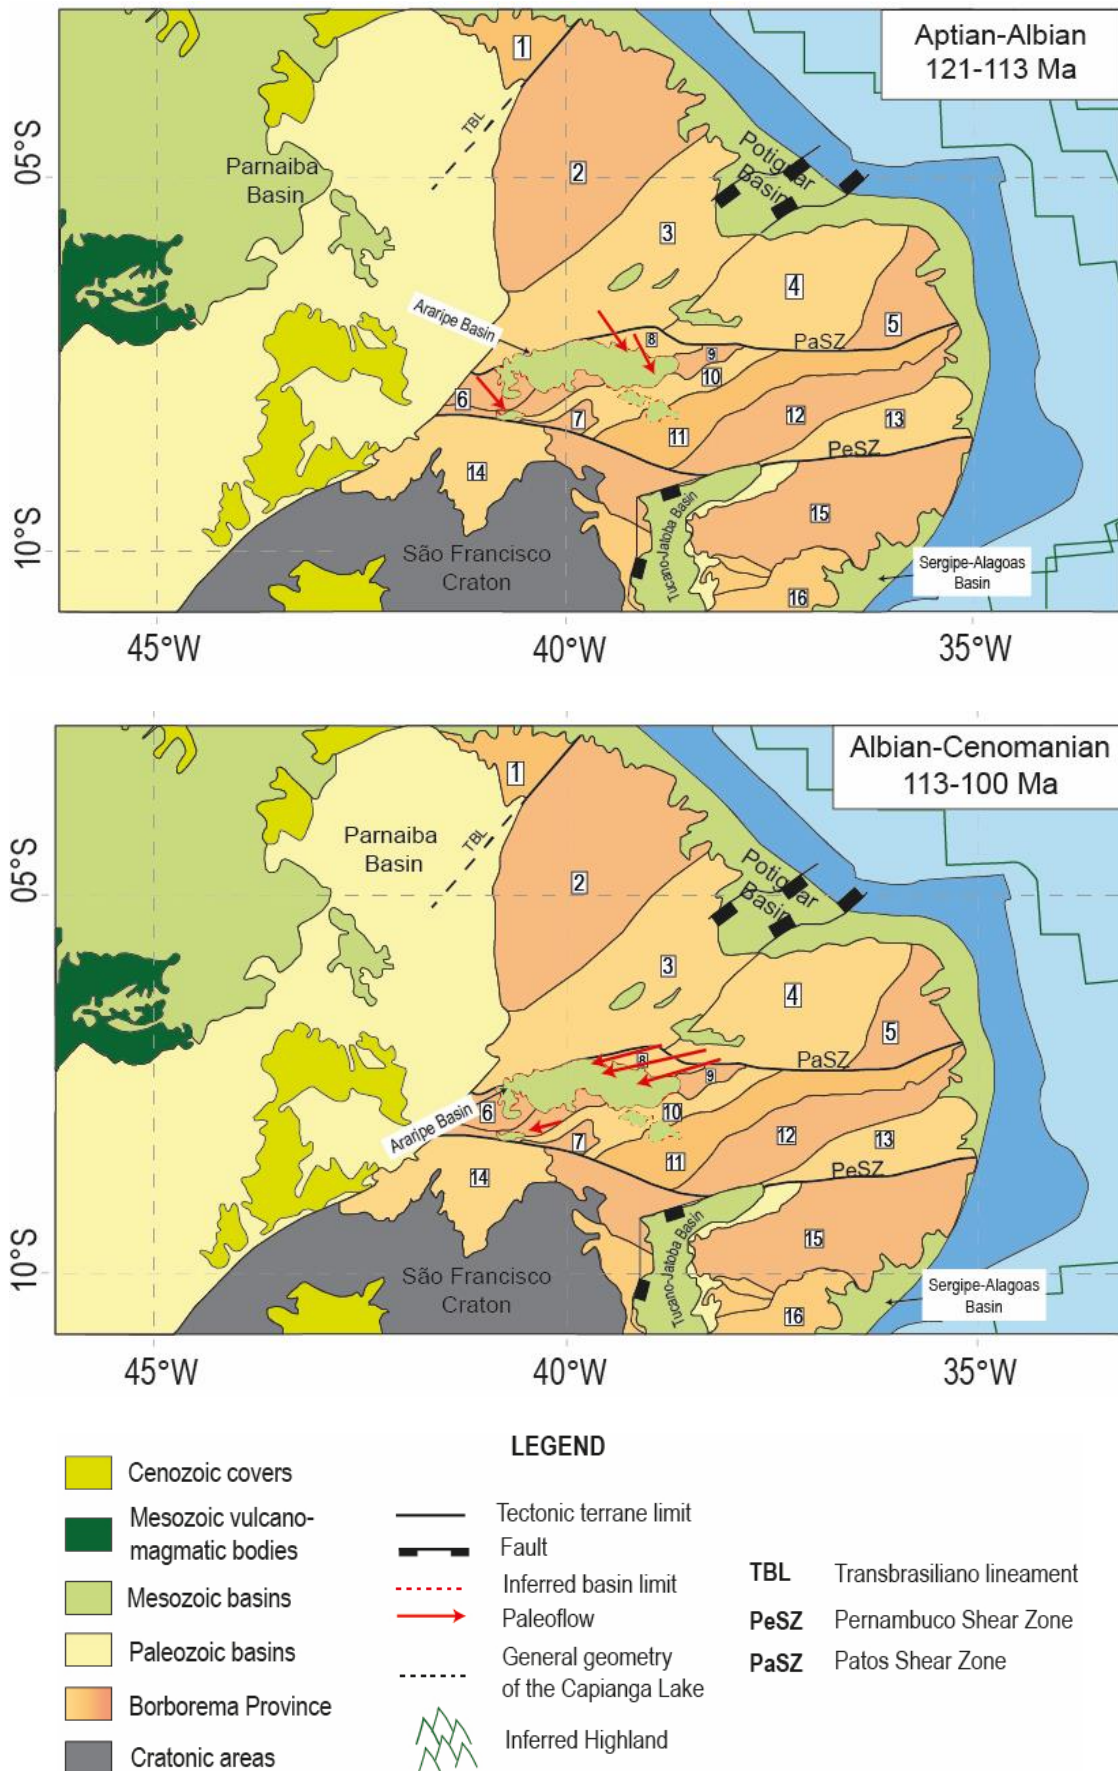 Aptian-Albian
121-113 Ma
1
TBL
05°S
Parnaiba
Basin
Potiguar
Basin
2
3
4
Araripe Basin
5
PaSZ
8
9
10
6
7
11
12
13
PeSZ
14
15
Tucano-Jatoba Basin
São Francisco
Craton
10°S
Sergipe-Alagoas
Basin
16
45°W
40°W
35°W
Albian-Cenomanian
113-100 Ma
1
TBL
Parnaiba
Basin
05°S
Potiguar
Basin
2
3
4
5
PaSZ
8
9
10
6
Araripe Basin
7
11
12
13
PeSZ
14
15
Tucano-Jatoba Basin
São Francisco
Craton
10°S
Sergipe-Alagoas
Basin
16
45°W
40°W
35°W
LEGEND
Cenozoic covers
Mesozoic vulcano-
magmatic bodies
Mesozoic basins
Paleozoic basins
Borborema Province
Cratonic areas
Tectonic terrane limit
Fault
Inferred basin limit
Paleoflow
General geometry
of the Capianga Lake
Inferred Highland
TBL Transbrasiliano lineament
PeSZ Pernambuco Shear Zone
PaSZ Patos Shear Zone